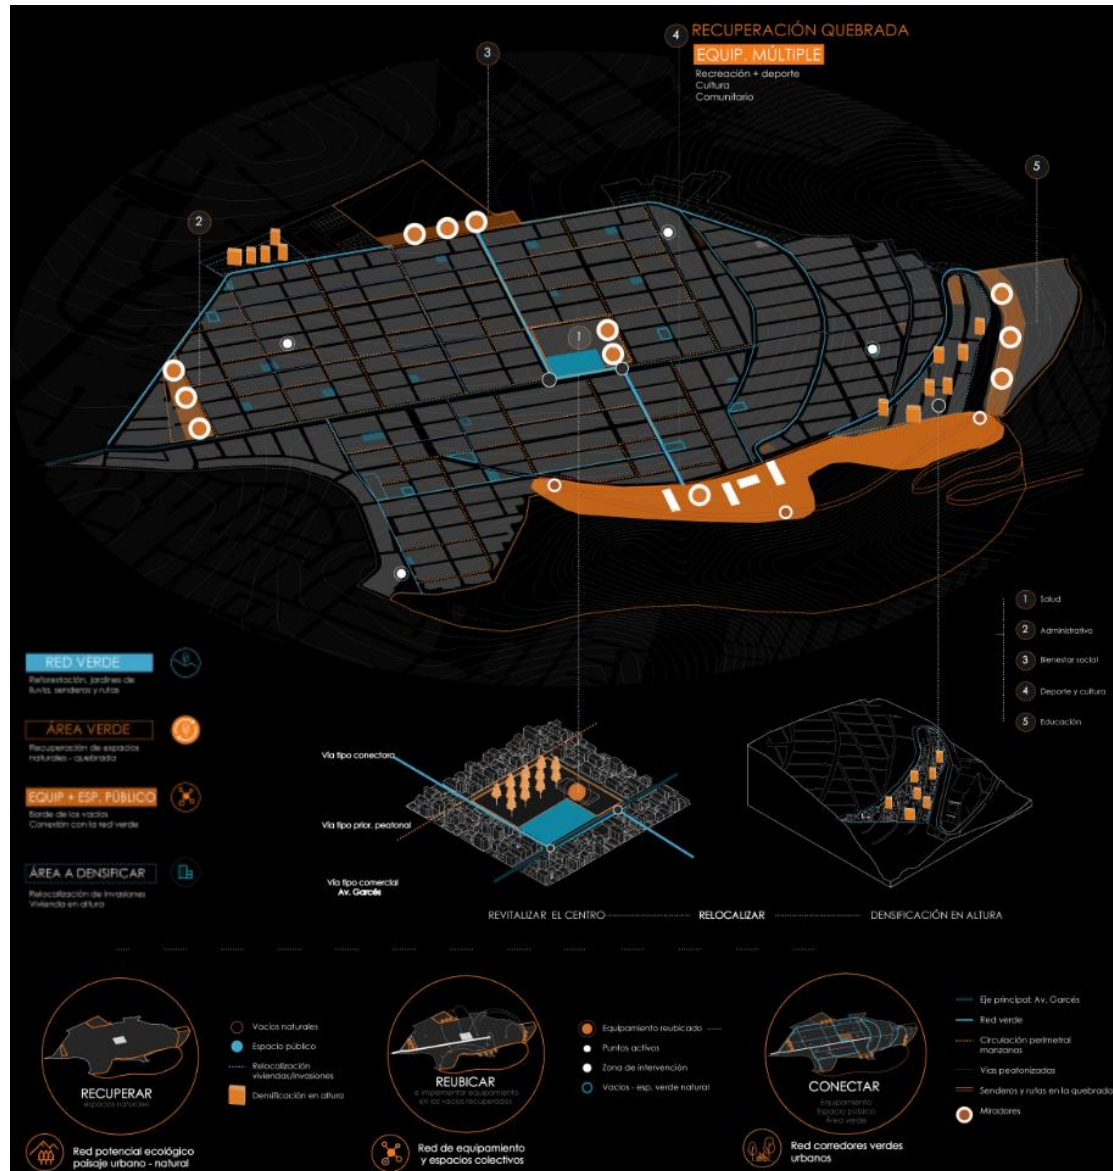 4 RECUPERACIÓN QUEBRADA
EQUIP. MÚLTIPLE
Recreación + deporte
Cultura
Comunitario
3
5
2
1
1 Salud
2 Administrativo
3 Bienestar social
4 Deporte y cultura
5 Educación
RED VERDE
Reforestación, jardines de
lluvia, senderos y rutas
ÁREA VERDE
Recuperación de espacios
naturales - quebrada
EQUIP + ESP. PÚBLICO
Borde de los vacíos
Conexión con la red verde
ÁREA A DENSIFICAR
Relocalización de invasiones
Vivienda en altura
Vía tipo conectora
Vía tipo prior. peatonal
Vía tipo comercial
Av. Garcés
REVITALIZAR EL CENTRO
RELOCALIZAR
DENSIFICACIÓN EN ALTURA
RECUPERAR
espacios naturales
Vacíos naturales
Espacio público
Relocalización
viviendas/invasiones
Densificación en altura
Red potencial ecológico
paisaje urbano - natural
REUBICAR
e implementar equipamiento
en los vacíos recuperados
Equipamiento reubicado
Puntos activos
Zona de intervención
Vacíos - esp. verde natural
Red de equipamiento
y espacios colectivos
CONECTAR
Equipamiento
Espacio público
Área verde
Eje principal: Av. Garcés
Red verde
Circulación perimetral
manzanas
Vías peatonizadas
Senderos y rutas en la quebrada
Miradores
Red corredores verdes
urbanos